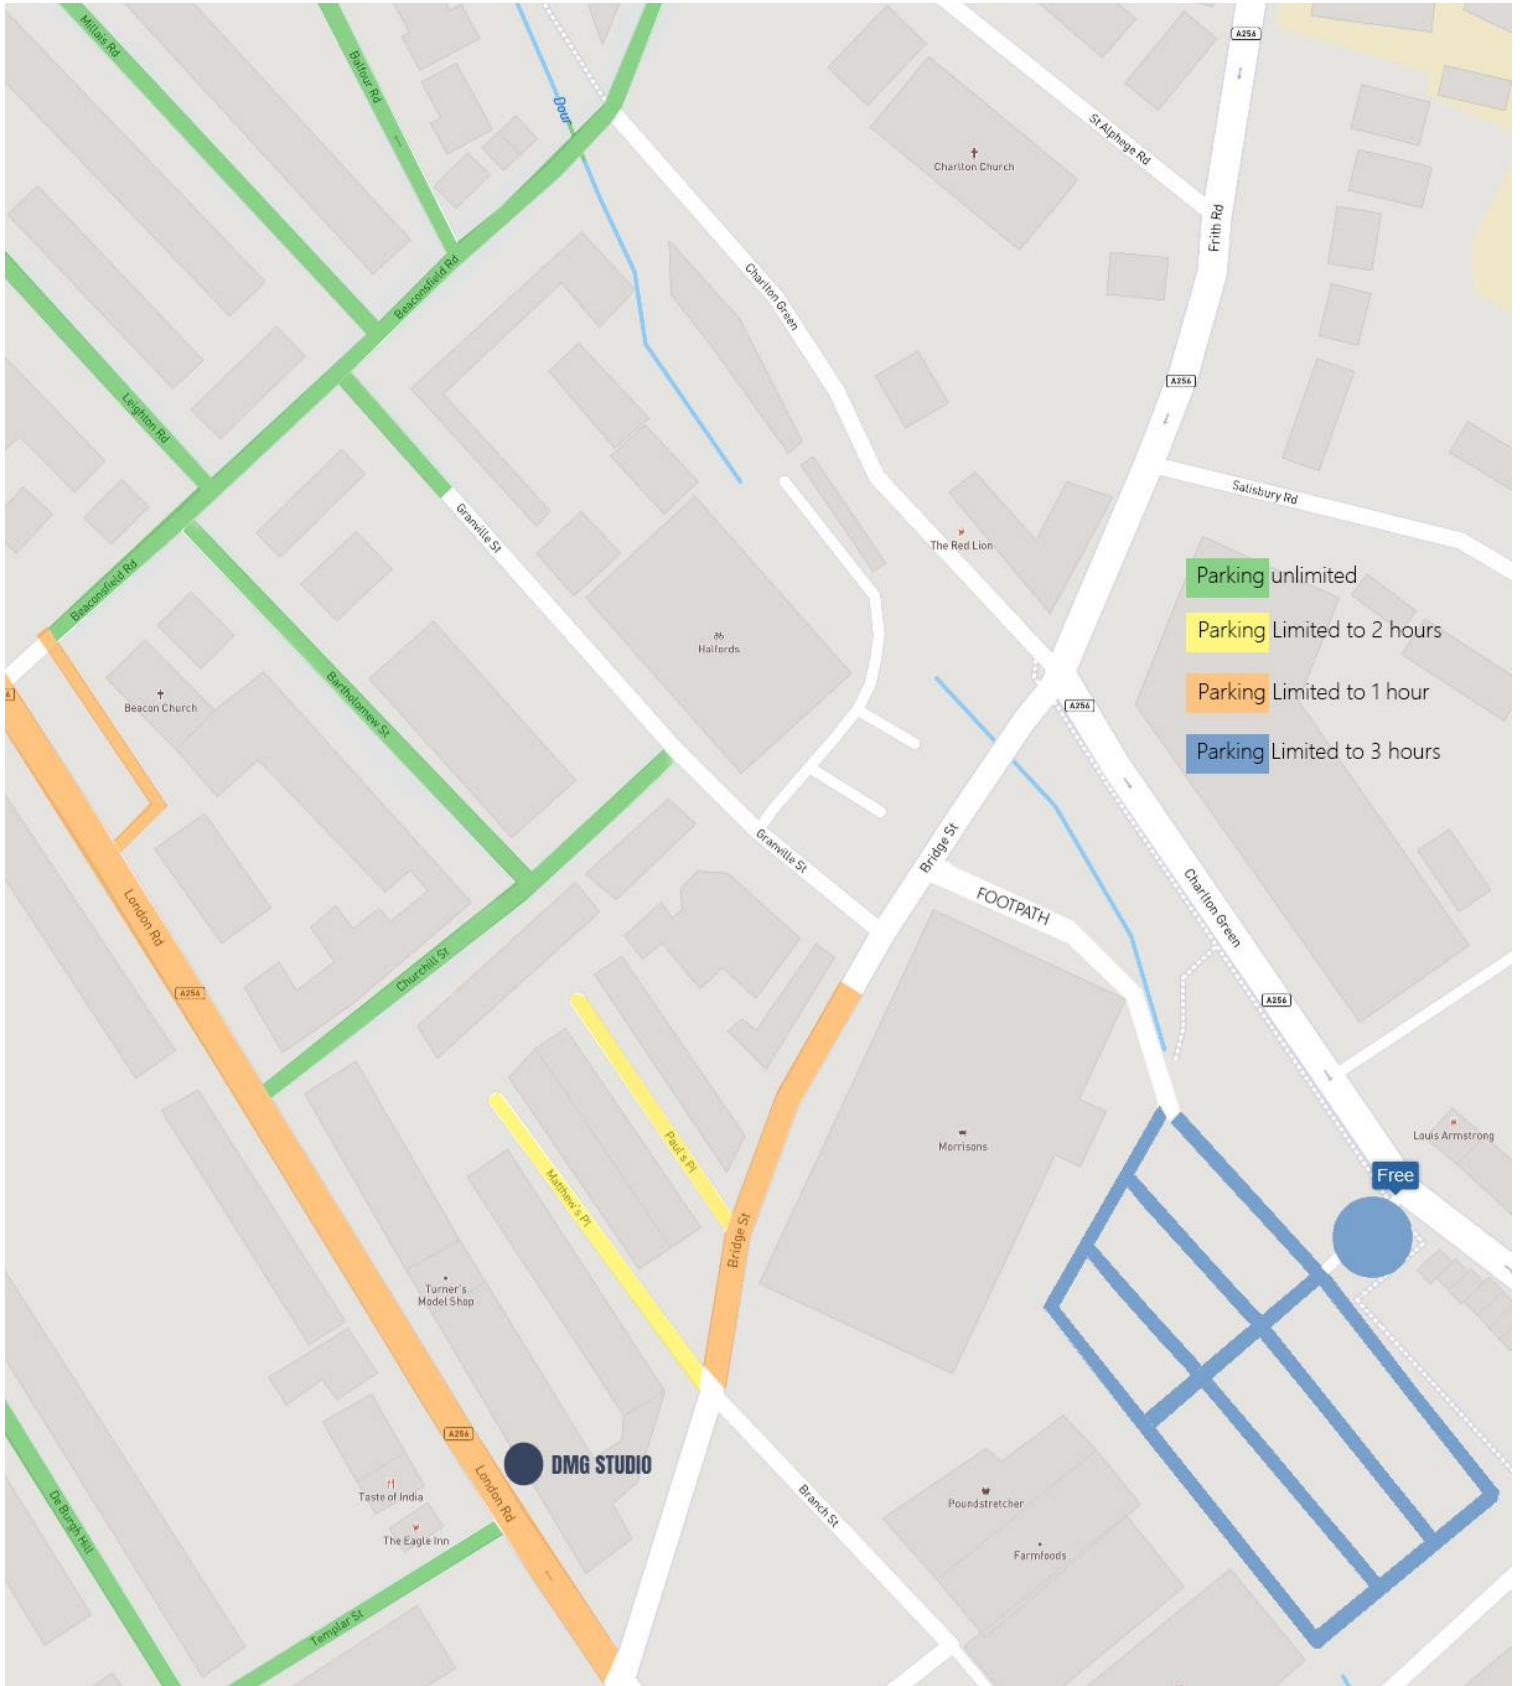 Millais Rd
Balfour Rd
Dour
A256
St Alphege Rd
Charlton Church
Frith Rd
Beaconsfield Rd
Charlton Green
A256
Leighton Rd
Salisbury Rd
Granville St
The Red Lion
Parking unlimited
Beaconsfield Rd
Parking Limited to 2 hours
Halfords
Parking Limited to 1 hour
6
Beacon Church
Bartholomew St
A256
Parking Limited to 3 hours
Granville St
Bridge St
FOOTPATH
London Rd
Charlton Green
Churchill St
A256
A256
Paul's Pl
Morrisons
Louis Armstrong
Free
Matthew's Pl
Bridge St
Turner's
Model Shop
A256
DMG STUDIO
London Rd
Taste of India
Branch St
Poundstretcher
De Burgh Hill
The Eagle Inn
Farmfoods
Templar St